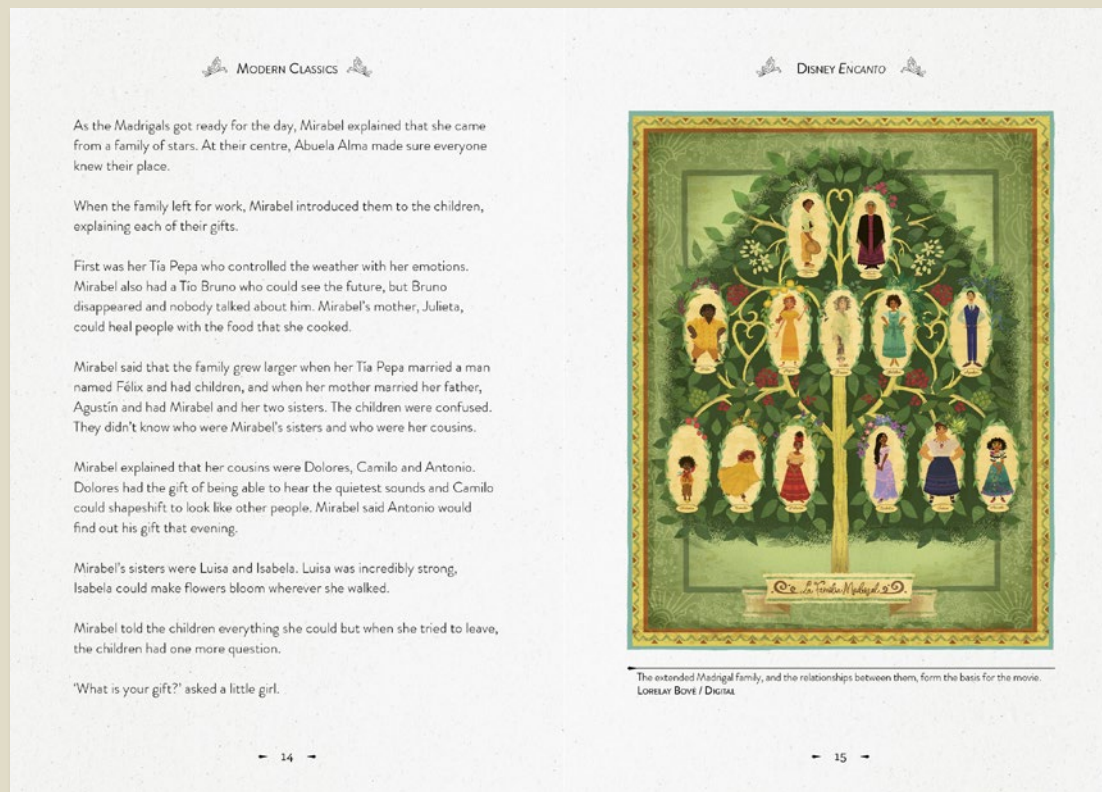 Modern Classics
As the Madrigals got ready for the day, Mirabel explained that she came
from a family of stars. At their centre, Abuela Alma made sure everyone
knew their place.
When the family left for work, Mirabel introduced them to the children,
explaining each of their gifts.
First was her Tía Pepa who controlled the weather with her emotions.
Mirabel also had a Tío Bruno who could see the future, but Bruno
disappeared and nobody talked about him. Mirabel's mother, Julieta,
could heal people with the food that she cooked.
Mirabel said that the family grew larger when her Tía Pepa married a man
named Félix and had children, and when her mother married her father,
Agustín and had Mirabel and her two sisters. The children were confused.
They didn't know who were Mirabel's sisters and who were her cousins.
Mirabel explained that her cousins were Dolores, Camilo and Antonio.
Dolores had the gift of being able to hear the quietest sounds and Camilo
could shapeshift to look like other people. Mirabel said Antonio would
find out his gift that evening.
Mirabel's sisters were Luisa and Isabela. Luisa was incredibly strong,
Isabela could make flowers bloom wherever she walked.
Mirabel told the children everything she could but when she tried to leave,
the children had one more question.
'What is your gift?' asked a little girl.
14
Disney Encanto
La Familia Madrigal
The extended Madrigal family, and the relationships between them, form the basis for the movie.
Lorelay Bové / Digital
15